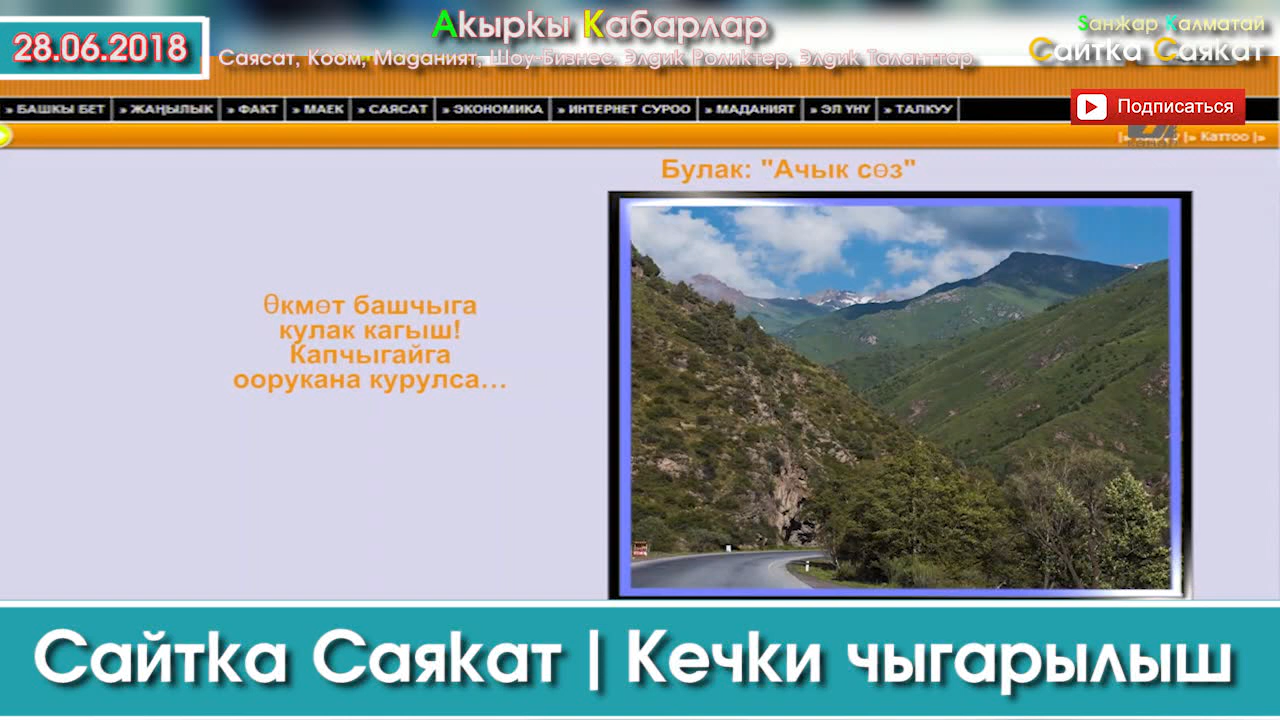 28.06.2018
Акыркы Кабарлар
Саясат, Коом, Маданият, Шоу-Бизнес. Элдик Роликтер, Элдик Таланттар
Sанжар Калматай
Сайтка Саякат
» БАШКЫ БЕТ » ЖАҢЫЛЫК » ФАКТ » МАЕК » САЯСАТ » ЭКОНОМИКА » ИНТЕРНЕТ СУРОО » МАДАНИЯТ » ЭЛ ҮНҮ » ТАЛКУУ
Подписаться
|» Каттоо |»
Булак: "Ачык сөз"
Өкмөт башчыга
кулак кагыш!
Капчыгайга
оорукана курулса...
Сайтка Саякат | Кечки чыгарылыш